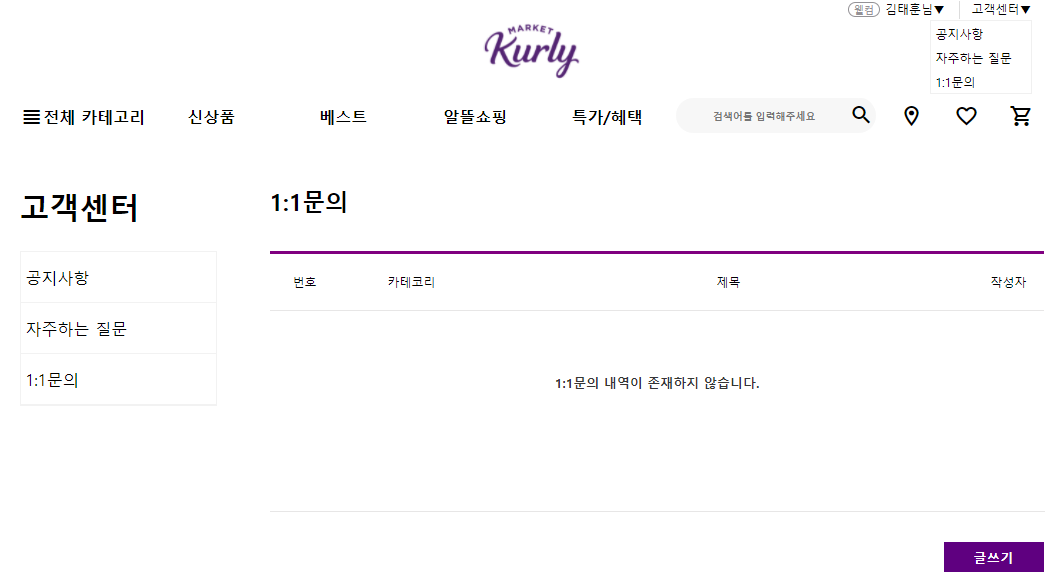 웰컴 김태훈님▼ 고객센터▼
공지사항
자주하는 질문
1:1문의
MARKET
Kurly
전체 카테고리 신상품 베스트 알뜰쇼핑 특가/혜택 검색어를 입력해주세요
고객센터
공지사항
자주하는 질문
1:1문의
1:1문의
번호 카테코리 제목 작성자
1:1문의 내역이 존재하지 않습니다.
글쓰기